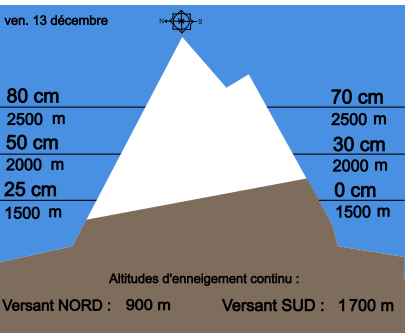 ven. 13 décembre
N S
80 cm 70 cm
2500 m 2500 m
50 cm 30 cm
2000 m 2000 m
25 cm 0 cm
1500 m 1500 m
Altitudes d'enneigement continu :
Versant NORD : 900 m Versant SUD : 1700 m